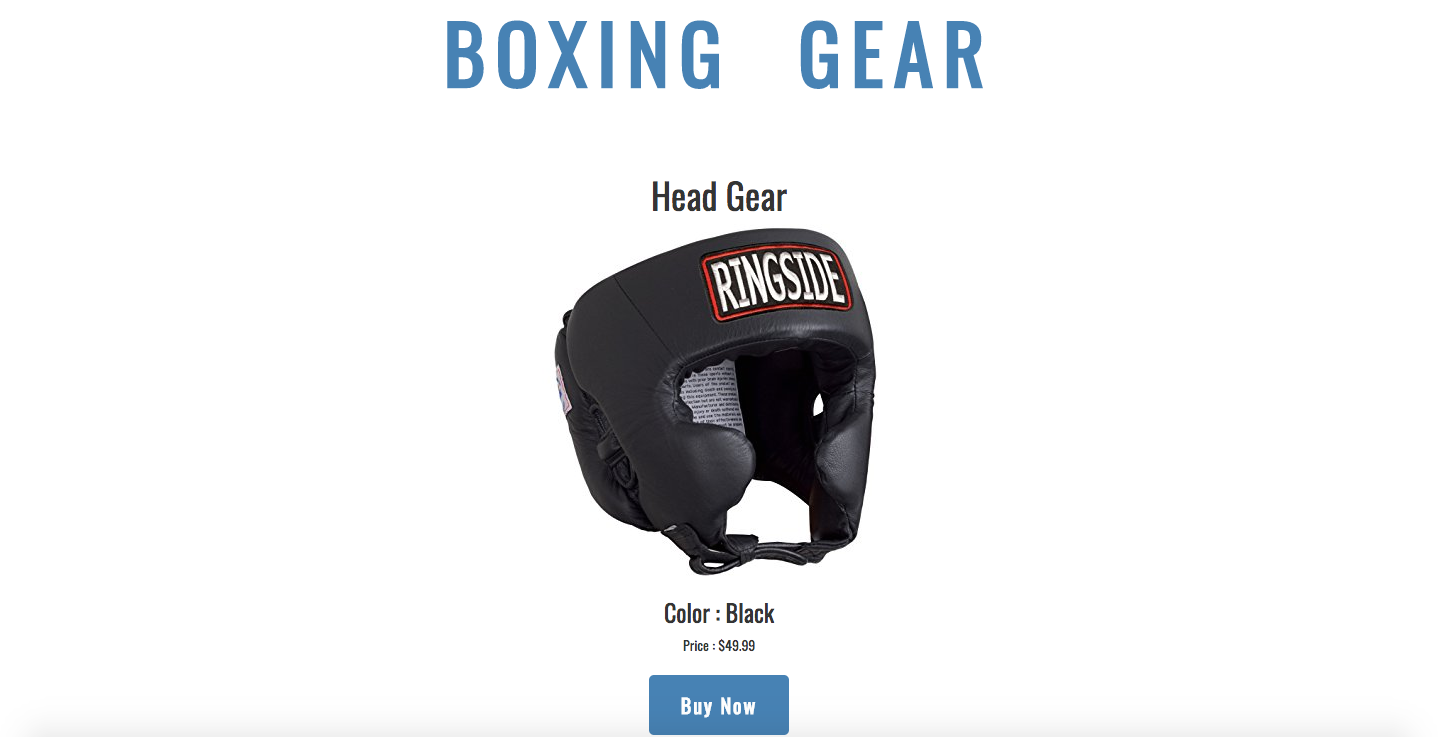 BOXING GEAR
Head Gear
RINGSIDE
Color : Black
Price : $49.99
Buy Now